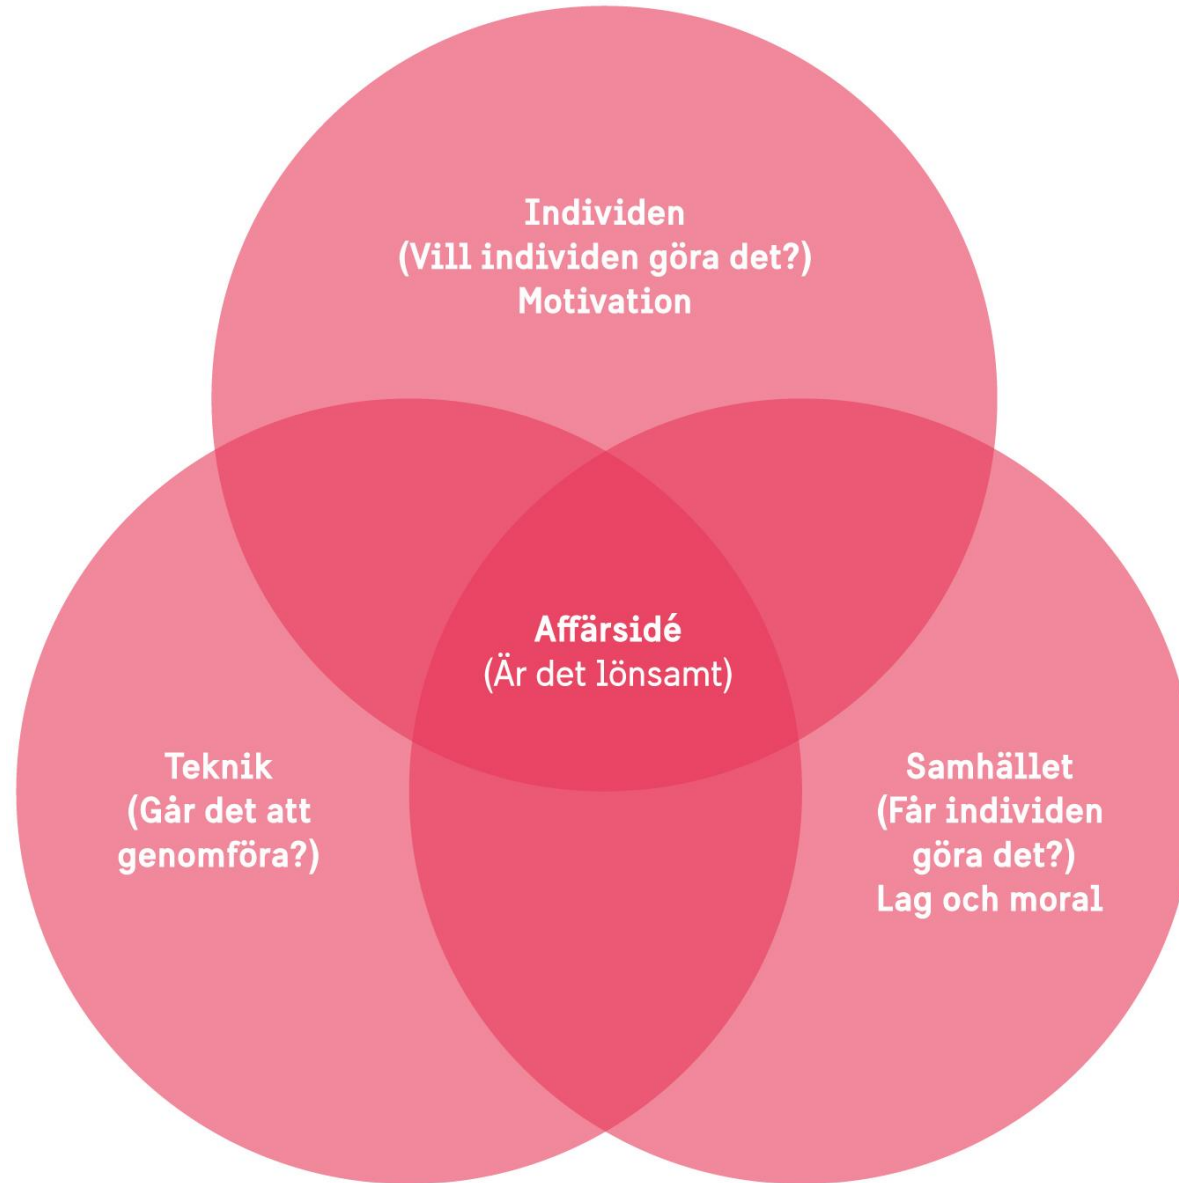 Individen
(Vill individen göra det?)
Motivation
Affärsidé
(Är det lönsamt)
Teknik
(Går det att
genomföra?)
Samhället
(Får individen
göra det?)
Lag och moral